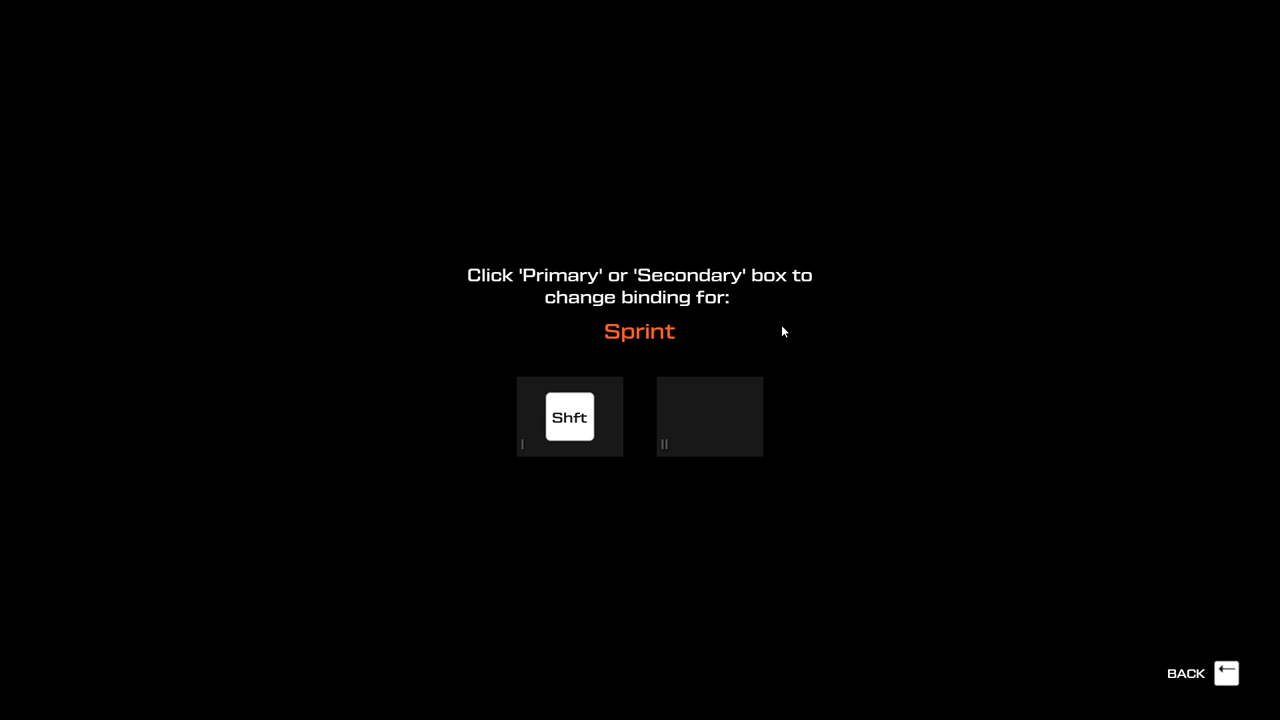 Click 'Primary' or 'Secondary' box to
change binding for:
Sprint
Shft
I
II
BACK